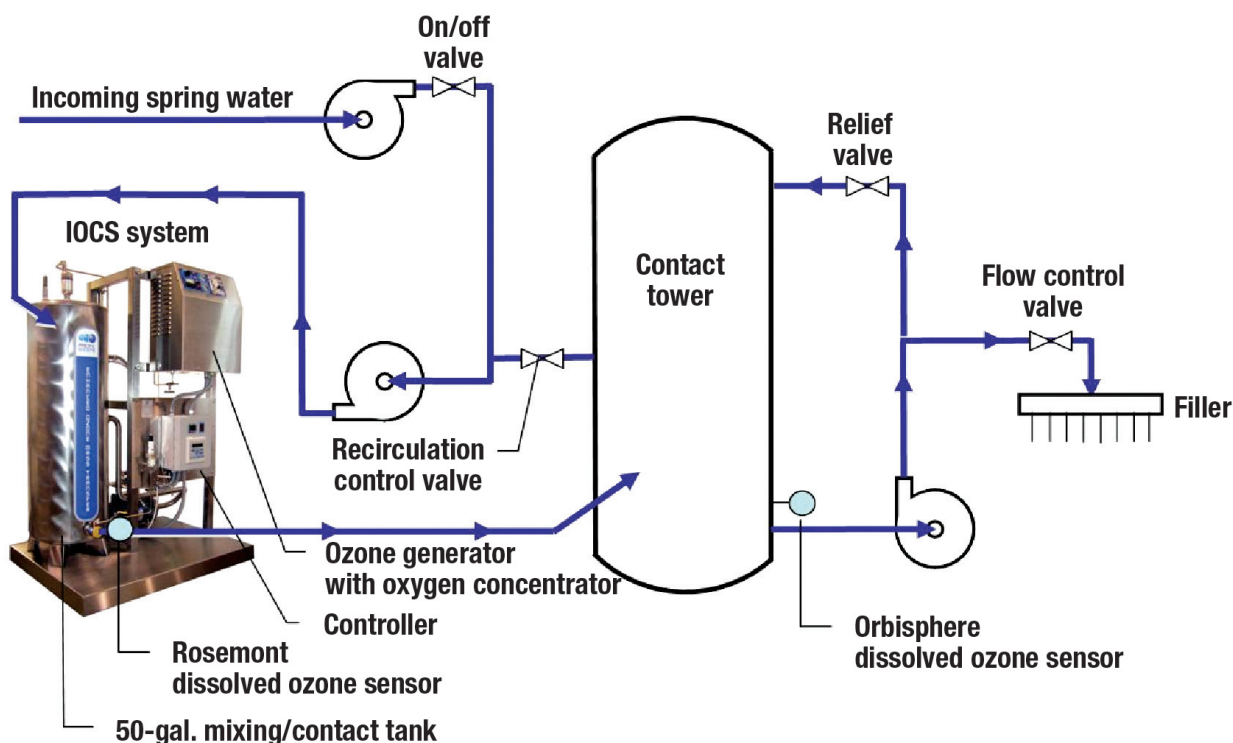 On/off
valve
Incoming spring water
Relief
valve
IOCS system
Contact
tower
Flow control
valve
Filler
Recirculation
control valve
Ozone generator
with oxygen concentrator
Controller
Orbisphere
dissolved ozone sensor
Rosemont
dissolved ozone sensor
50-gal. mixing/contact tank